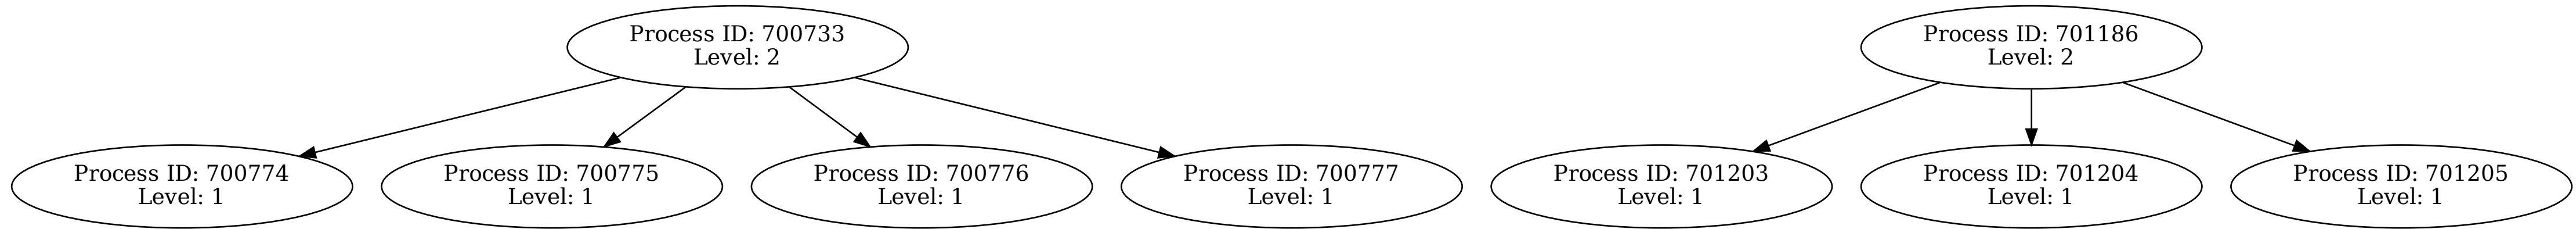 Process ID: 700733
Level: 2
Process ID: 701186
Level: 2
Process ID: 700774
Level: 1
Process ID: 700775
Level: 1
Process ID: 700776
Level: 1
Process ID: 700777
Level: 1
Process ID: 701203
Level: 1
Process ID: 701204
Level: 1
Process ID: 701205
Level: 1